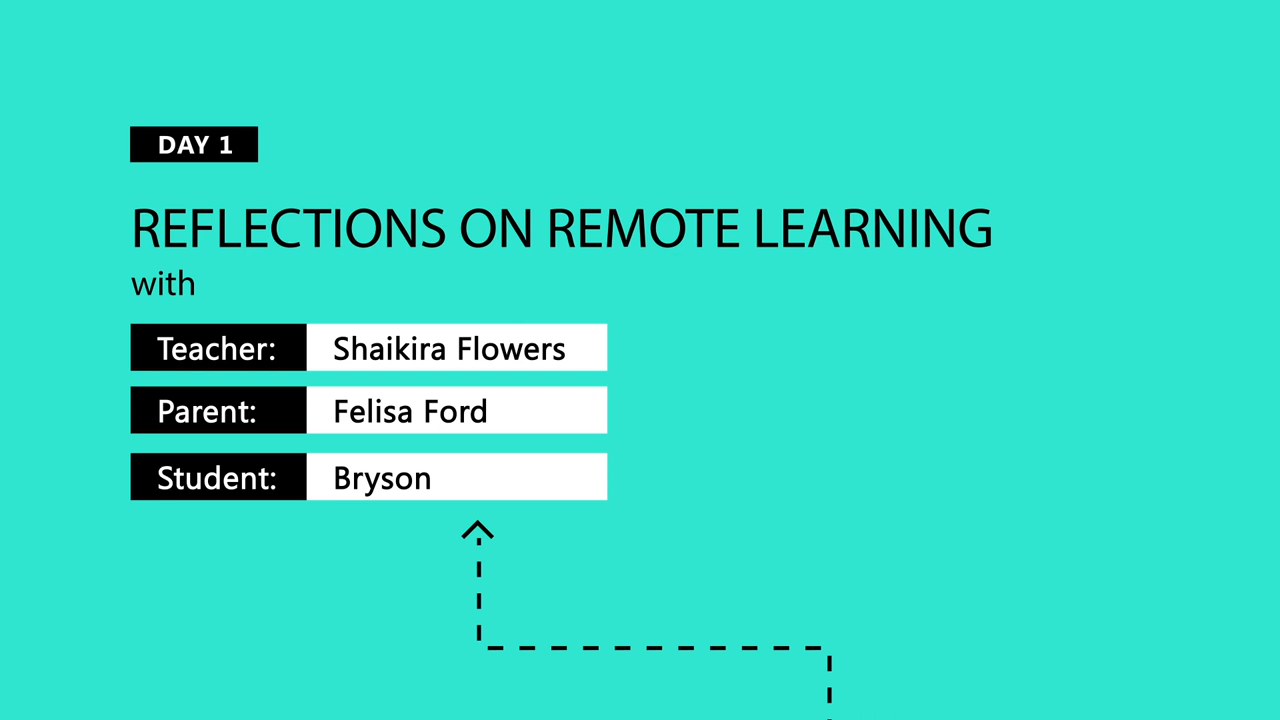 DAY 1
REFLECTIONS ON REMOTE LEARNING
with
Teacher: Shaikira Flowers
Parent: Felisa Ford
Student: Bryson